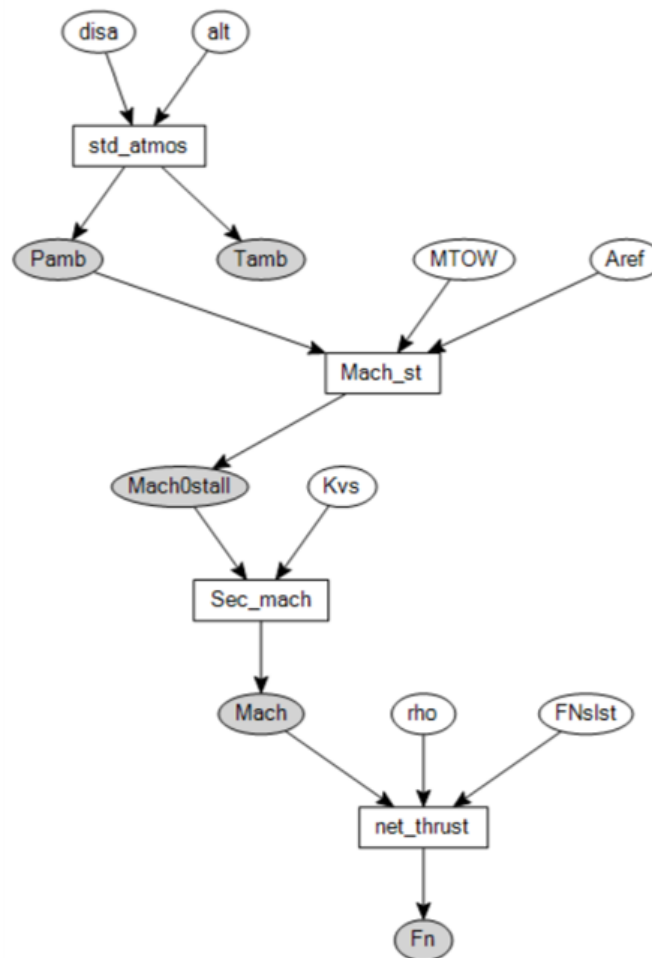 disa
alt
std_atmos
Pamb
Tamb
MTOW
Aref
Mach_st
Mach0stall
Kvs
Sec_mach
Mach
rho
FNslst
net_thrust
Fn